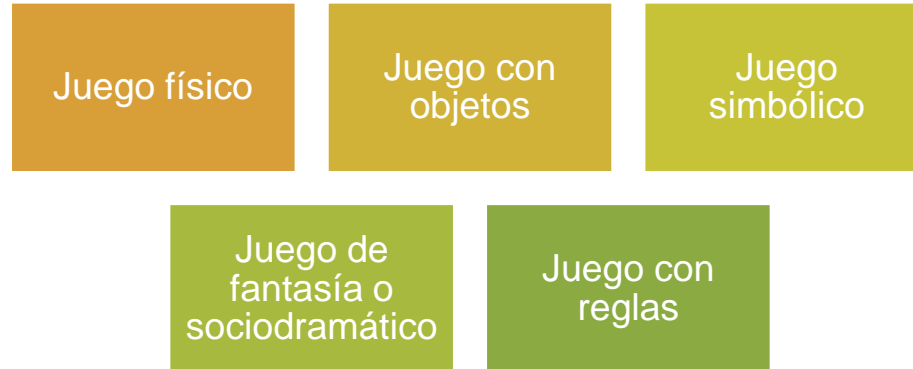 Juego físico
Juego con
objetos
Juego
simbólico
Juego de
fantasía o
sociodramático
Juego con
reglas